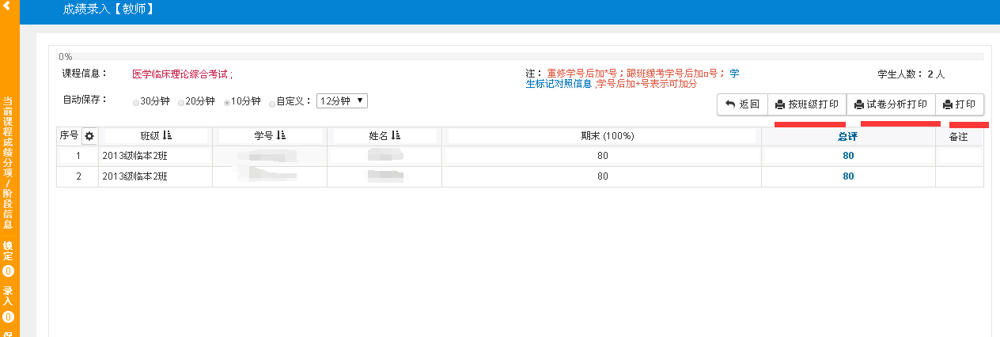 成绩录入【教师】
0%
课程信息： 医学临床理论综合考试 ;
注： 重修学号后加*号；跟班缓考学号后加□号； 学
生标记对照信息 ;学号后加+号表示可加分
学生人数： 2 人
自动保存： 30分钟 20分钟 10分钟 自定义： 12分钟
返回 按班级打印 试卷分析打印 打印
序号 班级 学号 姓名 期末 (100%) 总评 备注
1 2013级临本2班 80 80
2 2013级临本2班 80 80
当前课程成绩分项/阶段信息
锁定
0
录入
0